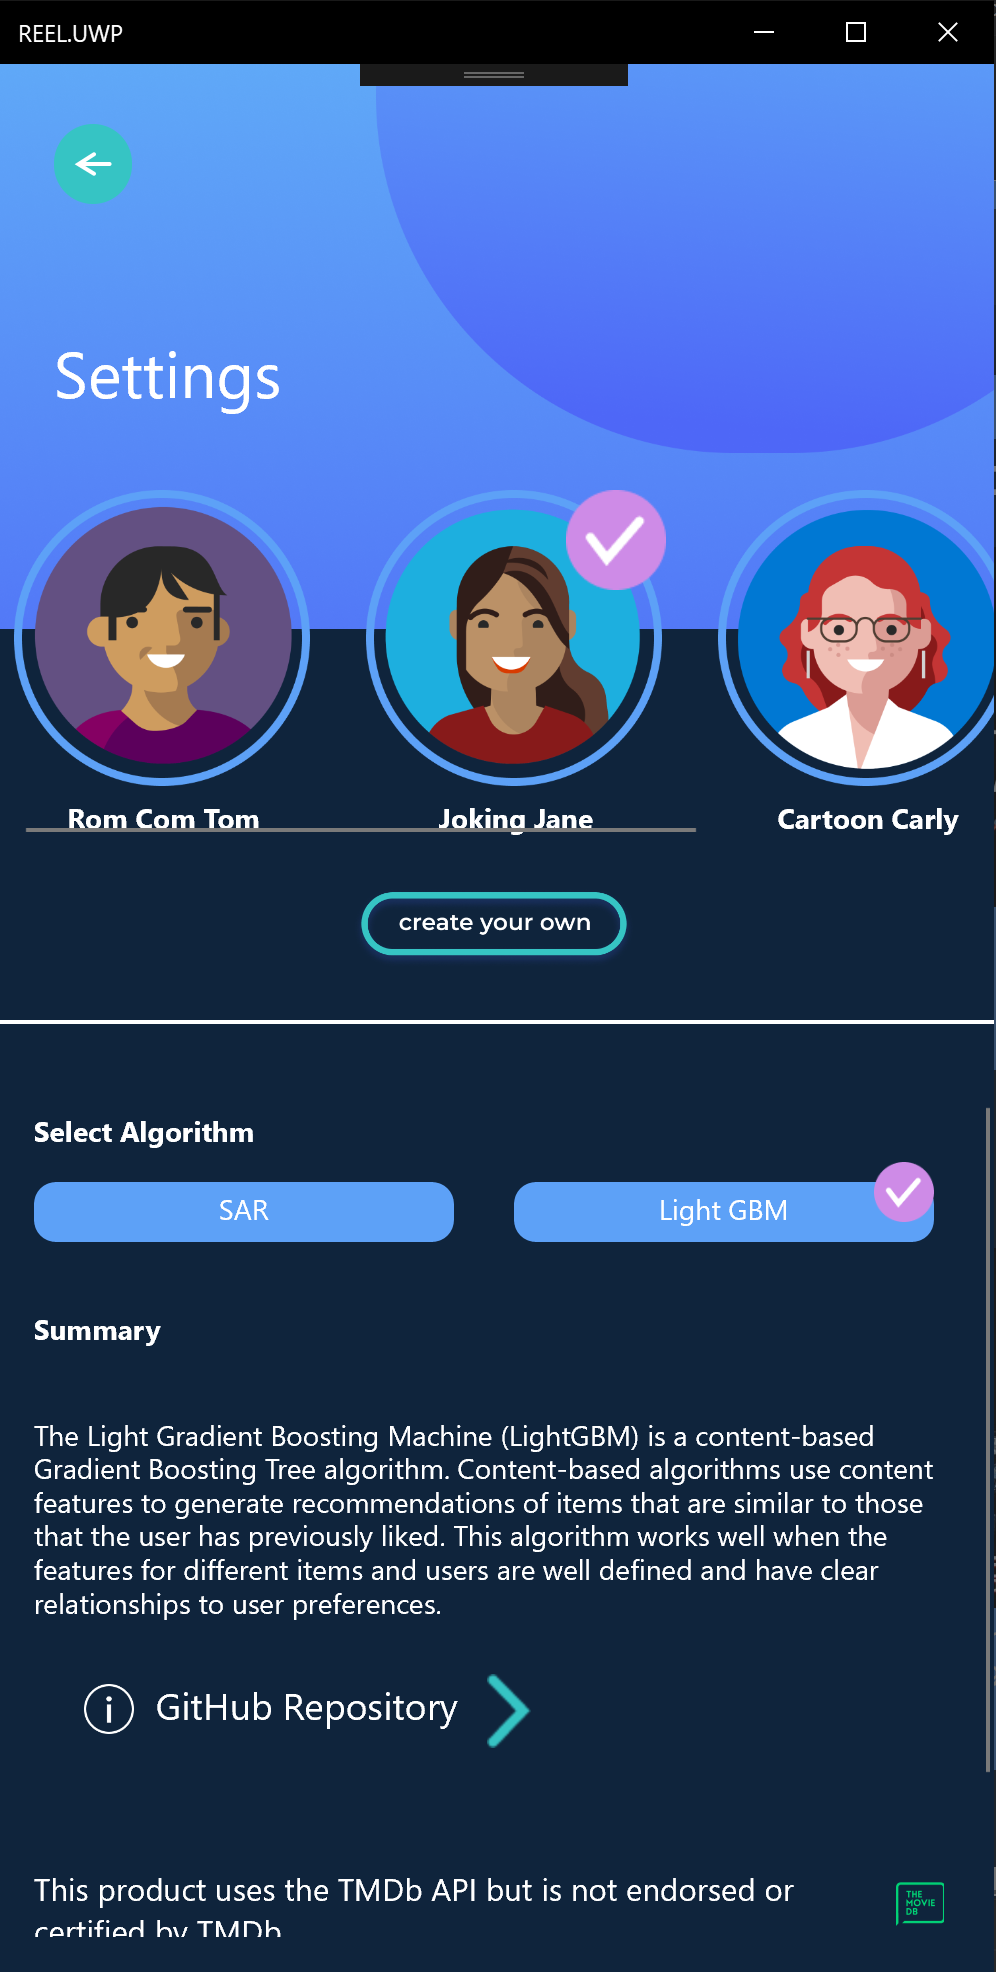 REEL.UWP
Settings
Rom Com Tom
Joking Jane
Cartoon Carly
create your own
Select Algorithm
SAR
Light GBM
Summary
The Light Gradient Boosting Machine (LightGBM) is a content-based
Gradient Boosting Tree algorithm. Content-based algorithms use content
features to generate recommendations of items that are similar to those
that the user has previously liked. This algorithm works well when the
features for different items and users are well defined and have clear
relationships to user preferences.
GitHub Repository
This product uses the TMDb API but is not endorsed or
certified by TMDb
THE
MOVIE
DB